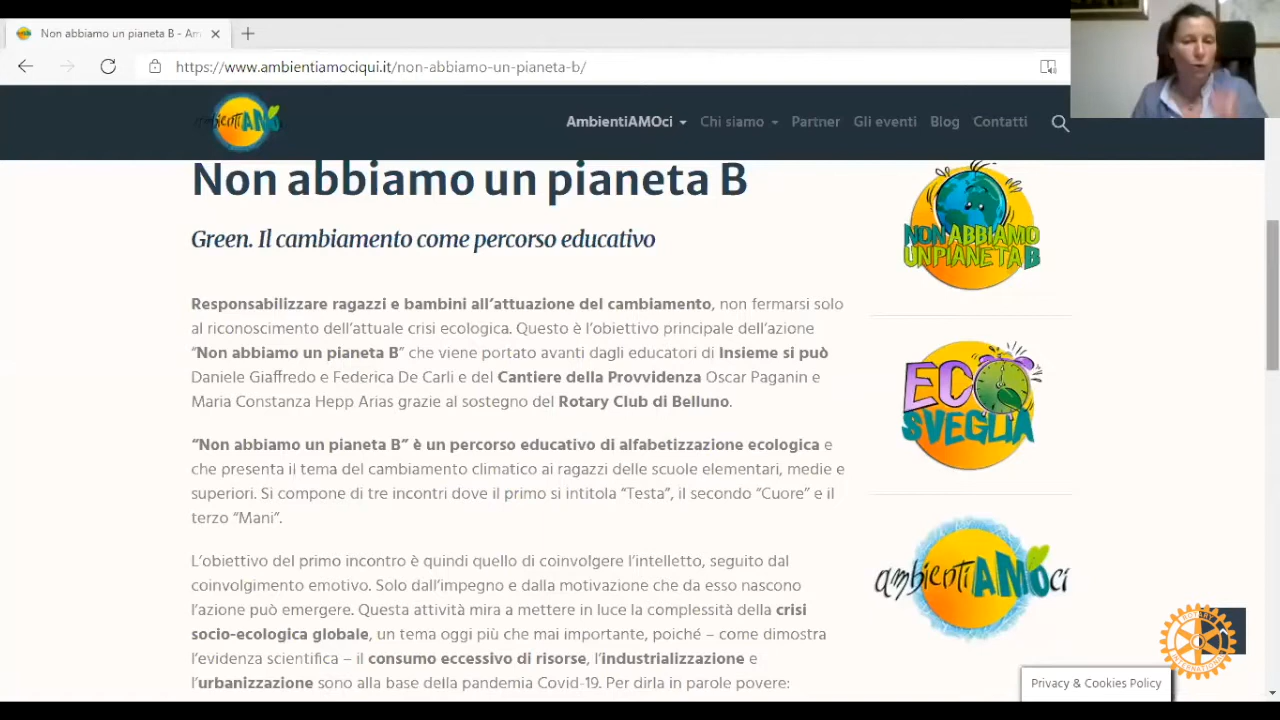 Non abbiamo un pianeta B - Am
https://www.ambientiamociqui.it/non-abbiamo-un-pianeta-b/
ambientiAMOci
AmbientiAMOci
Chi siamo
Partner
Gli eventi
Blog
Contatti
Non abbiamo un pianeta B
Green. Il cambiamento come percorso educativo
Responsabilizzare ragazzi e bambini all’attuazione del cambiamento, non fermarsi solo
al riconoscimento dell’attuale crisi ecologica. Questo è l’obiettivo principale dell’azione
“Non abbiamo un pianeta B” che viene portato avanti dagli educatori di Insieme si può
Daniele Giaffredo e Federica De Carli e del Cantiere della Provvidenza Oscar Paganin e
Maria Constanza Hepp Arias grazie al sostegno del Rotary Club di Belluno.
“Non abbiamo un pianeta B” è un percorso educativo di alfabetizzazione ecologica e
che presenta il tema del cambiamento climatico ai ragazzi delle scuole elementari, medie e
superiori. Si compone di tre incontri dove il primo si intitola “Testa”, il secondo “Cuore” e il
terzo “Mani”.
L’obiettivo del primo incontro è quindi quello di coinvolgere l’intelletto, seguito dal
coinvolgimento emotivo. Solo dall’impegno e dalla motivazione che da esso nascono
l’azione può emergere. Questa attività mira a mettere in luce la complessità della crisi
socio-ecologica globale, un tema oggi più che mai importante, poiché – come dimostra
l’evidenza scientifica – il consumo eccessivo di risorse, l’industrializzazione e
l’urbanizzazione sono alla base della pandemia Covid-19. Per dirla in parole povere:
NON ABBIAMO
UN PIANETA B
ECO
SVEGLIA
ambientiAMOci
ROTARY
INTERNATIONAL
Privacy & Cookies Policy